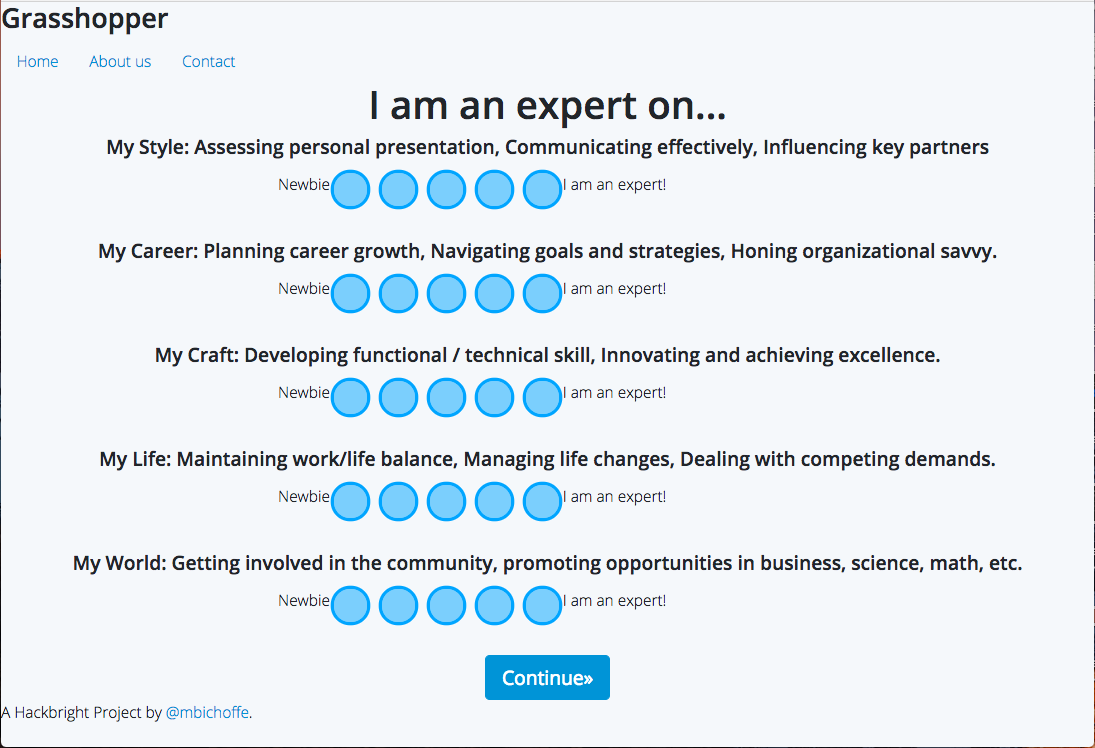 Grasshopper
Home About us Contact
I am an expert on...
My Style: Assessing personal presentation, Communicating effectively, Influencing key partners
Newbie I am an expert!
My Career: Planning career growth, Navigating goals and strategies, Honing organizational savvy.
Newbie I am an expert!
My Craft: Developing functional / technical skill, Innovating and achieving excellence.
Newbie I am an expert!
My Life: Maintaining work/life balance, Managing life changes, Dealing with competing demands.
Newbie I am an expert!
My World: Getting involved in the community, promoting opportunities in business, science, math, etc.
Newbie I am an expert!
Continue»
A Hackbright Project by @mbichoffe.